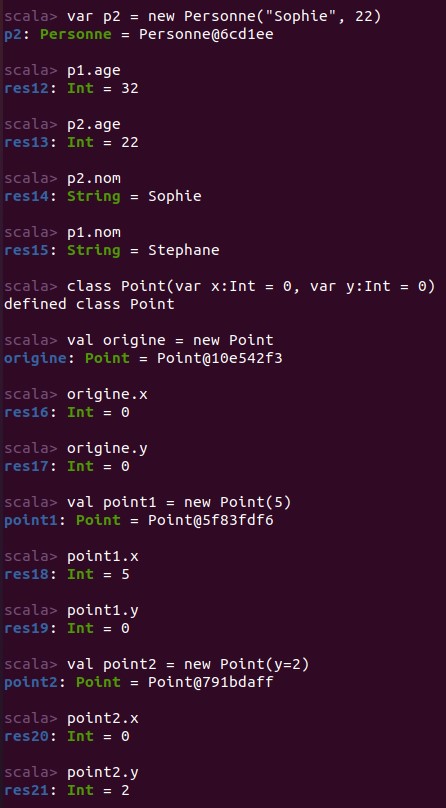 scala> var p2 = new Personne("Sophie", 22)
p2: Personne = Personne@6cd1ee
scala> p1.age
res12: Int = 32
scala> p2.age
res13: Int = 22
scala> p2.nom
res14: String = Sophie
scala> p1.nom
res15: String = Stephane
scala> class Point(var x:Int = 0, var y:Int = 0)
defined class Point
scala> val origine = new Point
origine: Point = Point@10e542f3
scala> origine.x
res16: Int = 0
scala> origine.y
res17: Int = 0
scala> val point1 = new Point(5)
point1: Point = Point@5f83fdf6
scala> point1.x
res18: Int = 5
scala> point1.y
res19: Int = 0
scala> val point2 = new Point(y=2)
point2: Point = Point@791bdaff
scala> point2.x
res20: Int = 0
scala> point2.y
res21: Int = 2